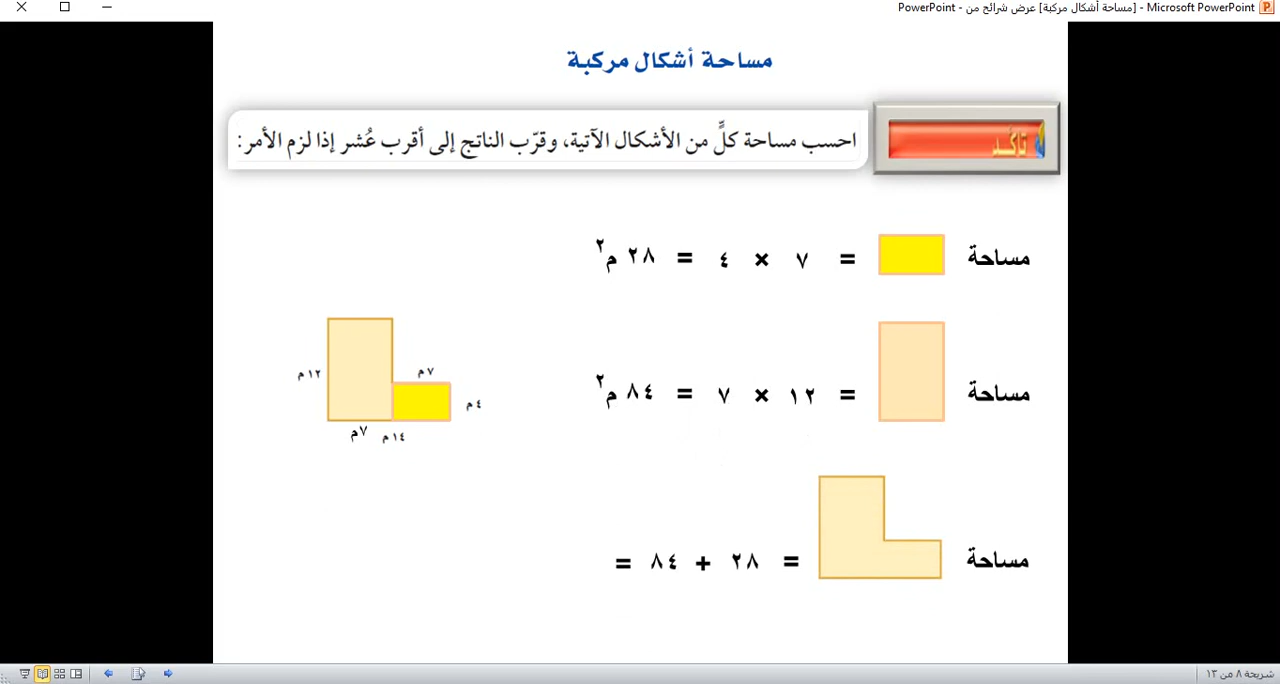 Microsoft PowerPoint - [مساحة أشكال مركبة] عرض شرائح من - PowerPoint
مساحة أشكال مركبة
تأكد
احسب مساحة كلٍّ من الأشكال الآتية، وقرّب الناتج إلى أقرب عُشر إذا لزم الأمر:
مساحة = ٧ × ٤ = ٢٨ م٢
مساحة = ١٢ × ٧ = ٨٤ م٢
١٢ م
٧ م
٤ م
٧م
١٤ م
مساحة = ٢٨ + ٨٤ =
شريحة ٨ من ١٣